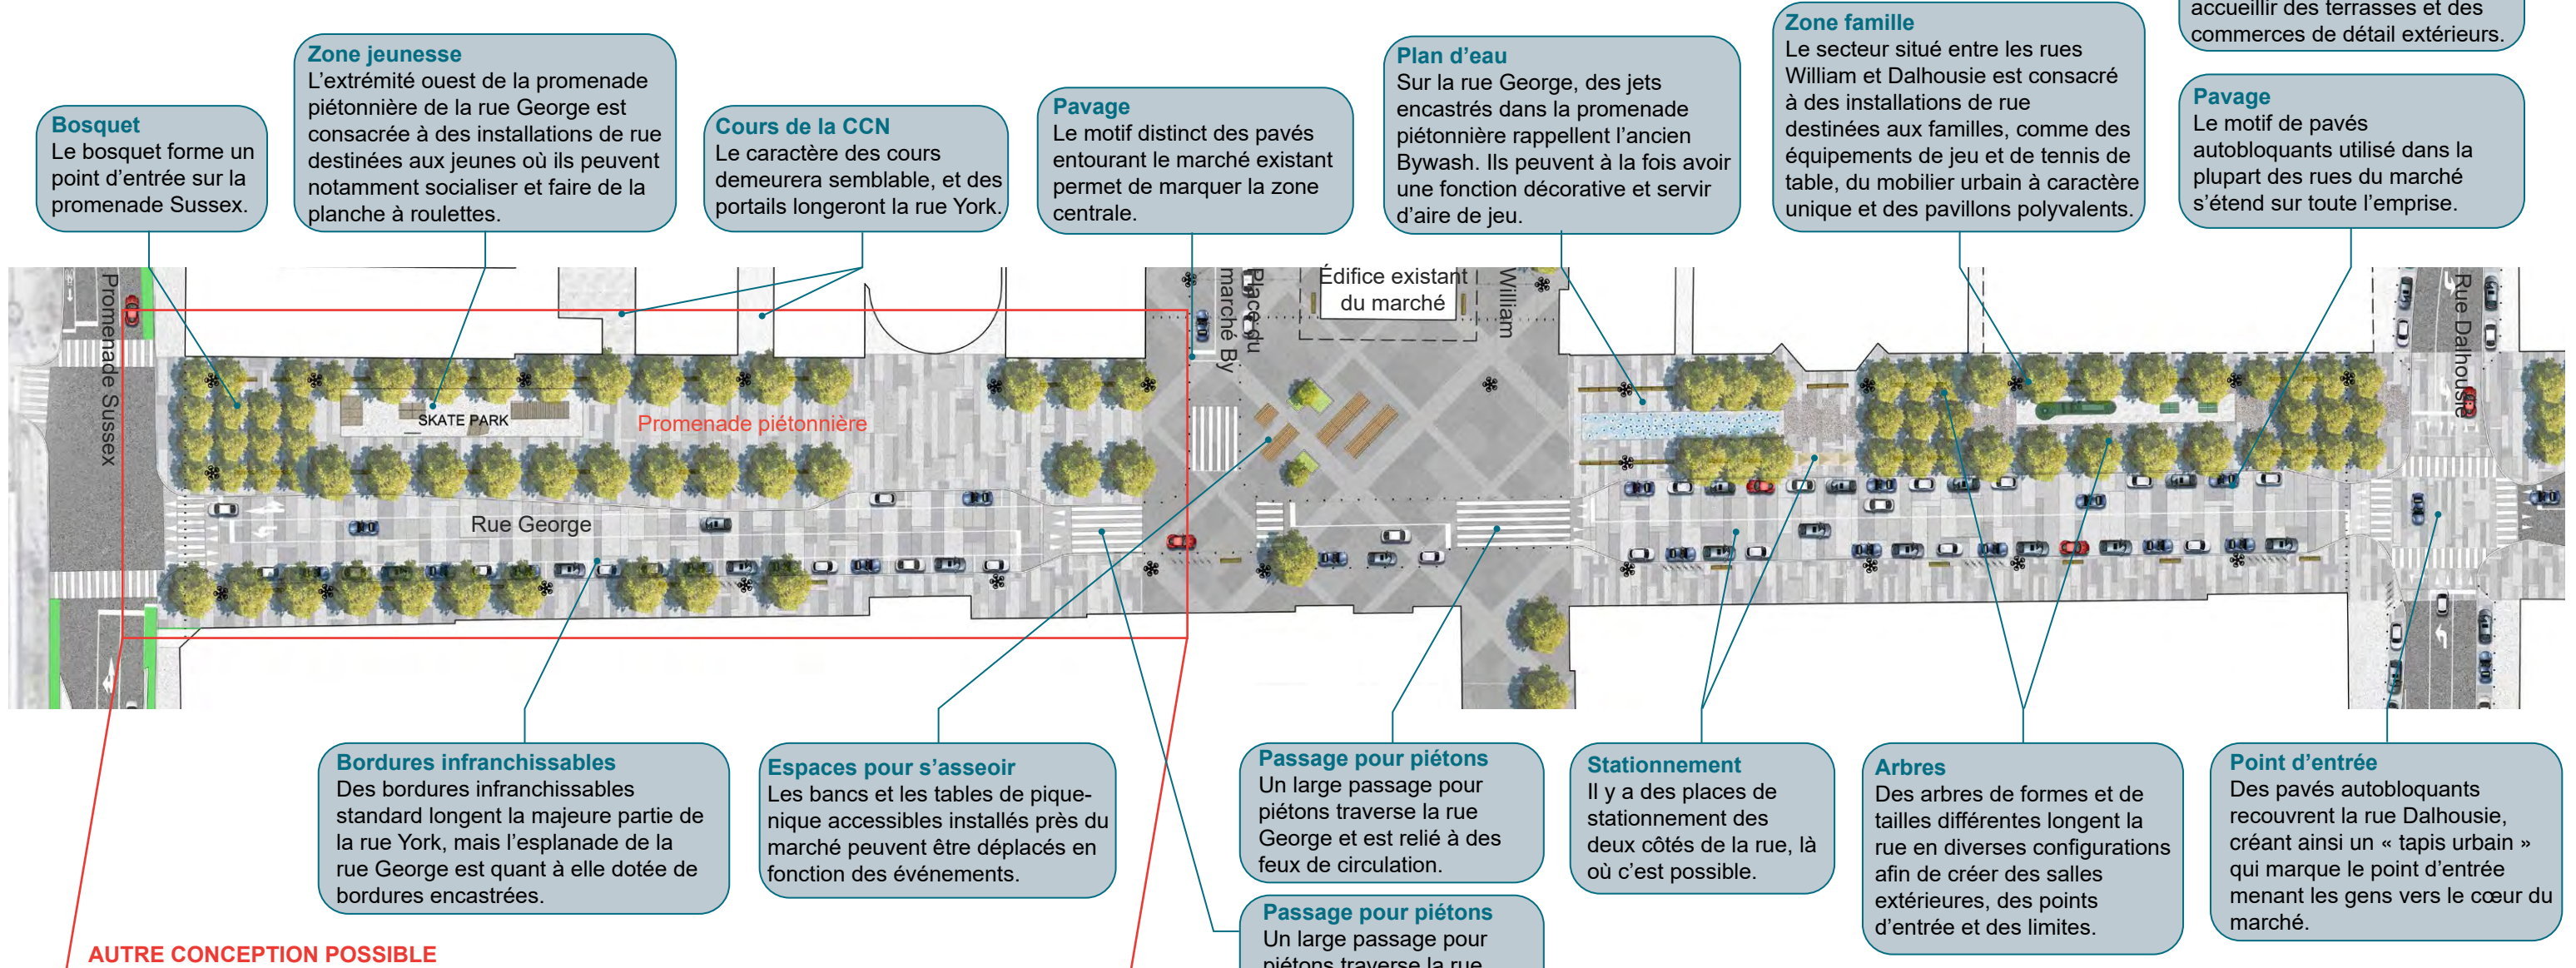 accueillir des terrasses et des
commerces de détail extérieurs.
Zone famille
Le secteur situé entre les rues
William et Dalhousie est consacré
à des installations de rue
destinées aux familles, comme des
équipements de jeu et de tennis de
table, du mobilier urbain à caractère
unique et des pavillons polyvalents.
Zone jeunesse
L’extrémité ouest de la promenade
piétonnière de la rue George est
consacrée à des installations de rue
destinées aux jeunes où ils peuvent
notamment socialiser et faire de la
planche à roulettes.
Plan d’eau
Sur la rue George, des jets
encastrés dans la promenade
piétonnière rappellent l’ancien
Bywash. Ils peuvent à la fois avoir
une fonction décorative et servir
d’aire de jeu.
Bosquet
Le bosquet forme un
point d’entrée sur la
promenade Sussex.
Cours de la CCN
Le caractère des cours
demeurera semblable, et des
portails longeront la rue York.
Pavage
Le motif distinct des pavés
entourant le marché existant
permet de marquer la zone
centrale.
Pavage
Le motif de pavés
autobloquants utilisé dans la
plupart des rues du marché
s’étend sur toute l’emprise.
Promenade Sussex
Place du
marché By
Édifice existant
du marché
William
Rue Dalhousie
SKATE PARK
Promenade piétonnière
Rue George
Bordures infranchissables
Des bordures infranchissables
standard longent la majeure partie de
la rue York, mais l’esplanade de la
rue George est quant à elle dotée de
bordures encastrées.
Espaces pour s’asseoir
Les bancs et les tables de pique-
nique accessibles installés près du
marché peuvent être déplacés en
fonction des événements.
Passage pour piétons
Un large passage pour
piétons traverse la rue
George et est relié à des
feux de circulation.
Stationnement
Il y a des places de
stationnement des
deux côtés de la rue, là
où c’est possible.
Arbres
Des arbres de formes et de
tailles différentes longent la
rue en diverses configurations
afin de créer des salles
extérieures, des points
d’entrée et des limites.
Point d’entrée
Des pavés autobloquants
recouvrent la rue Dalhousie,
créant ainsi un « tapis urbain »
qui marque le point d’entrée
menant les gens vers le cœur du
marché.
Passage pour piétons
Un large passage pour
piétons traverse la rue
AUTRE CONCEPTION POSSIBLE